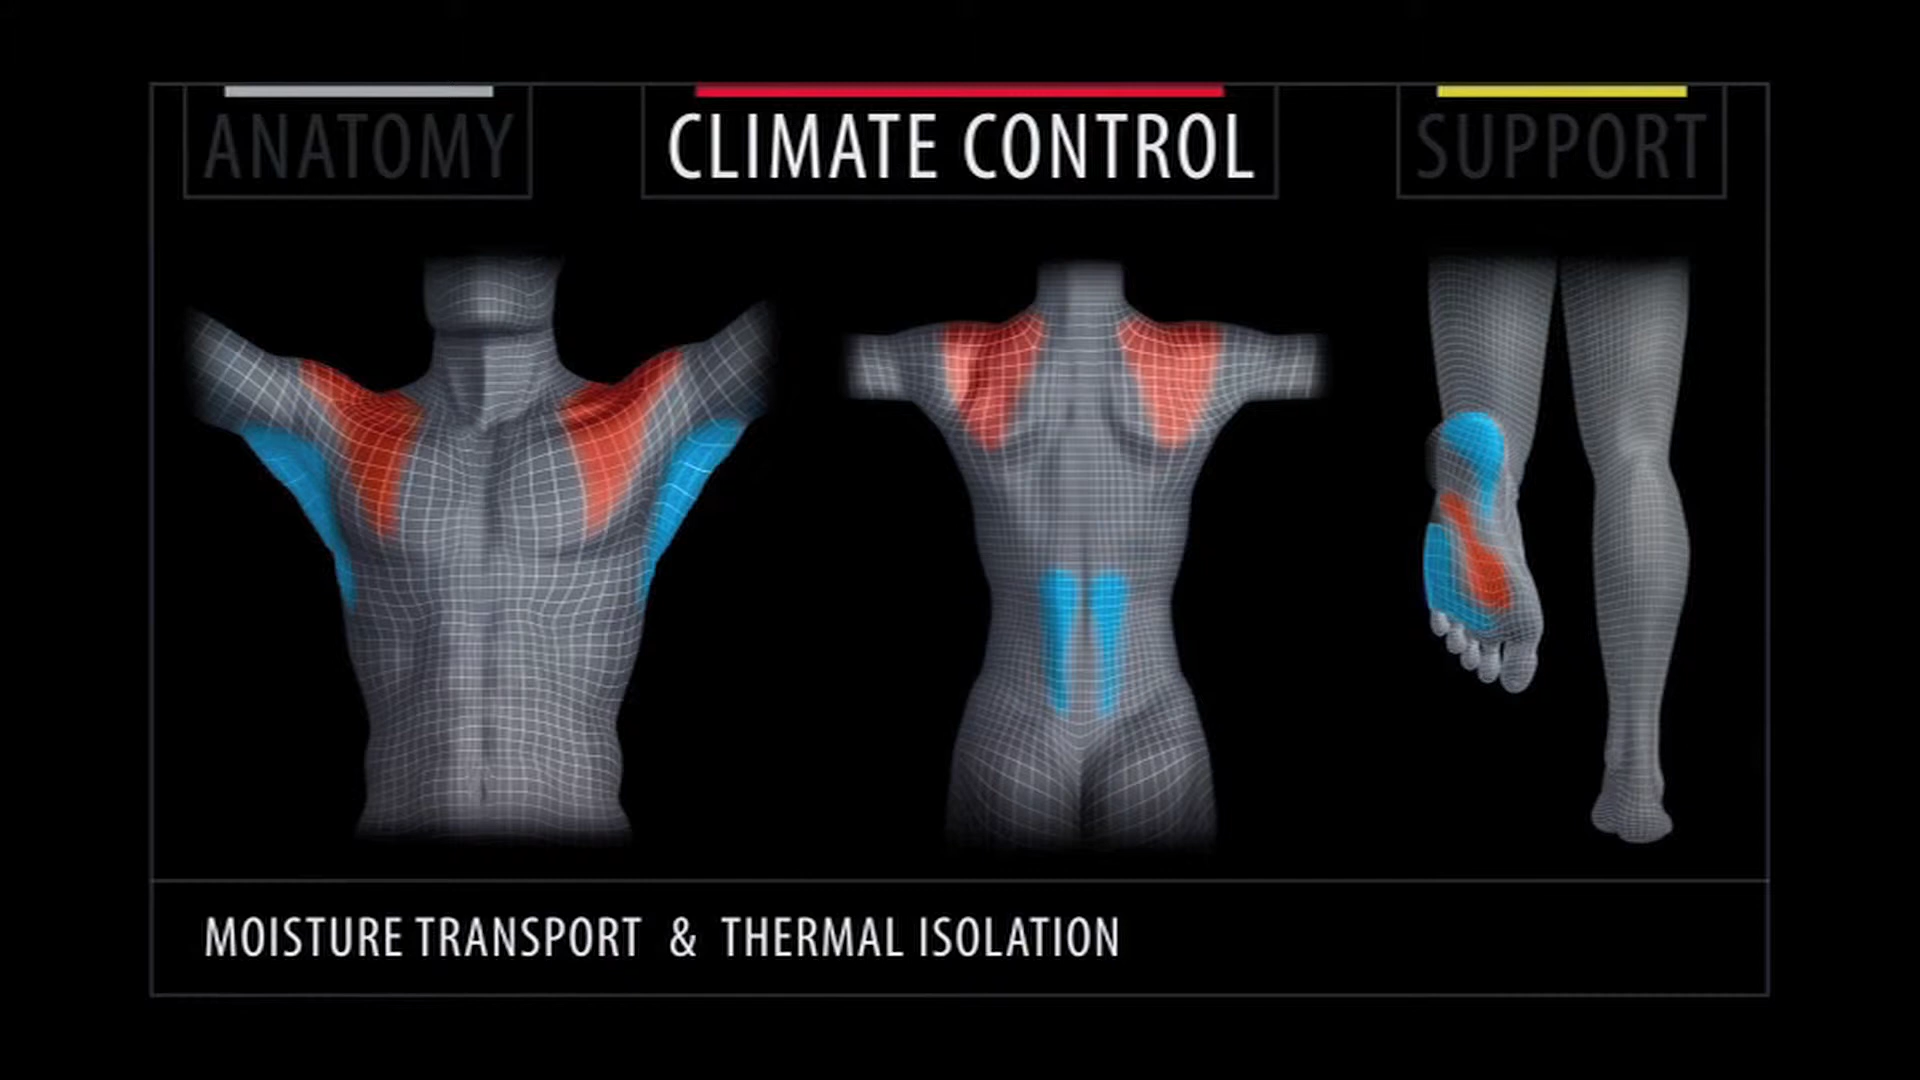 ANATOMY
CLIMATE CONTROL
SUPPORT
MOISTURE TRANSPORT & THERMAL ISOLATION